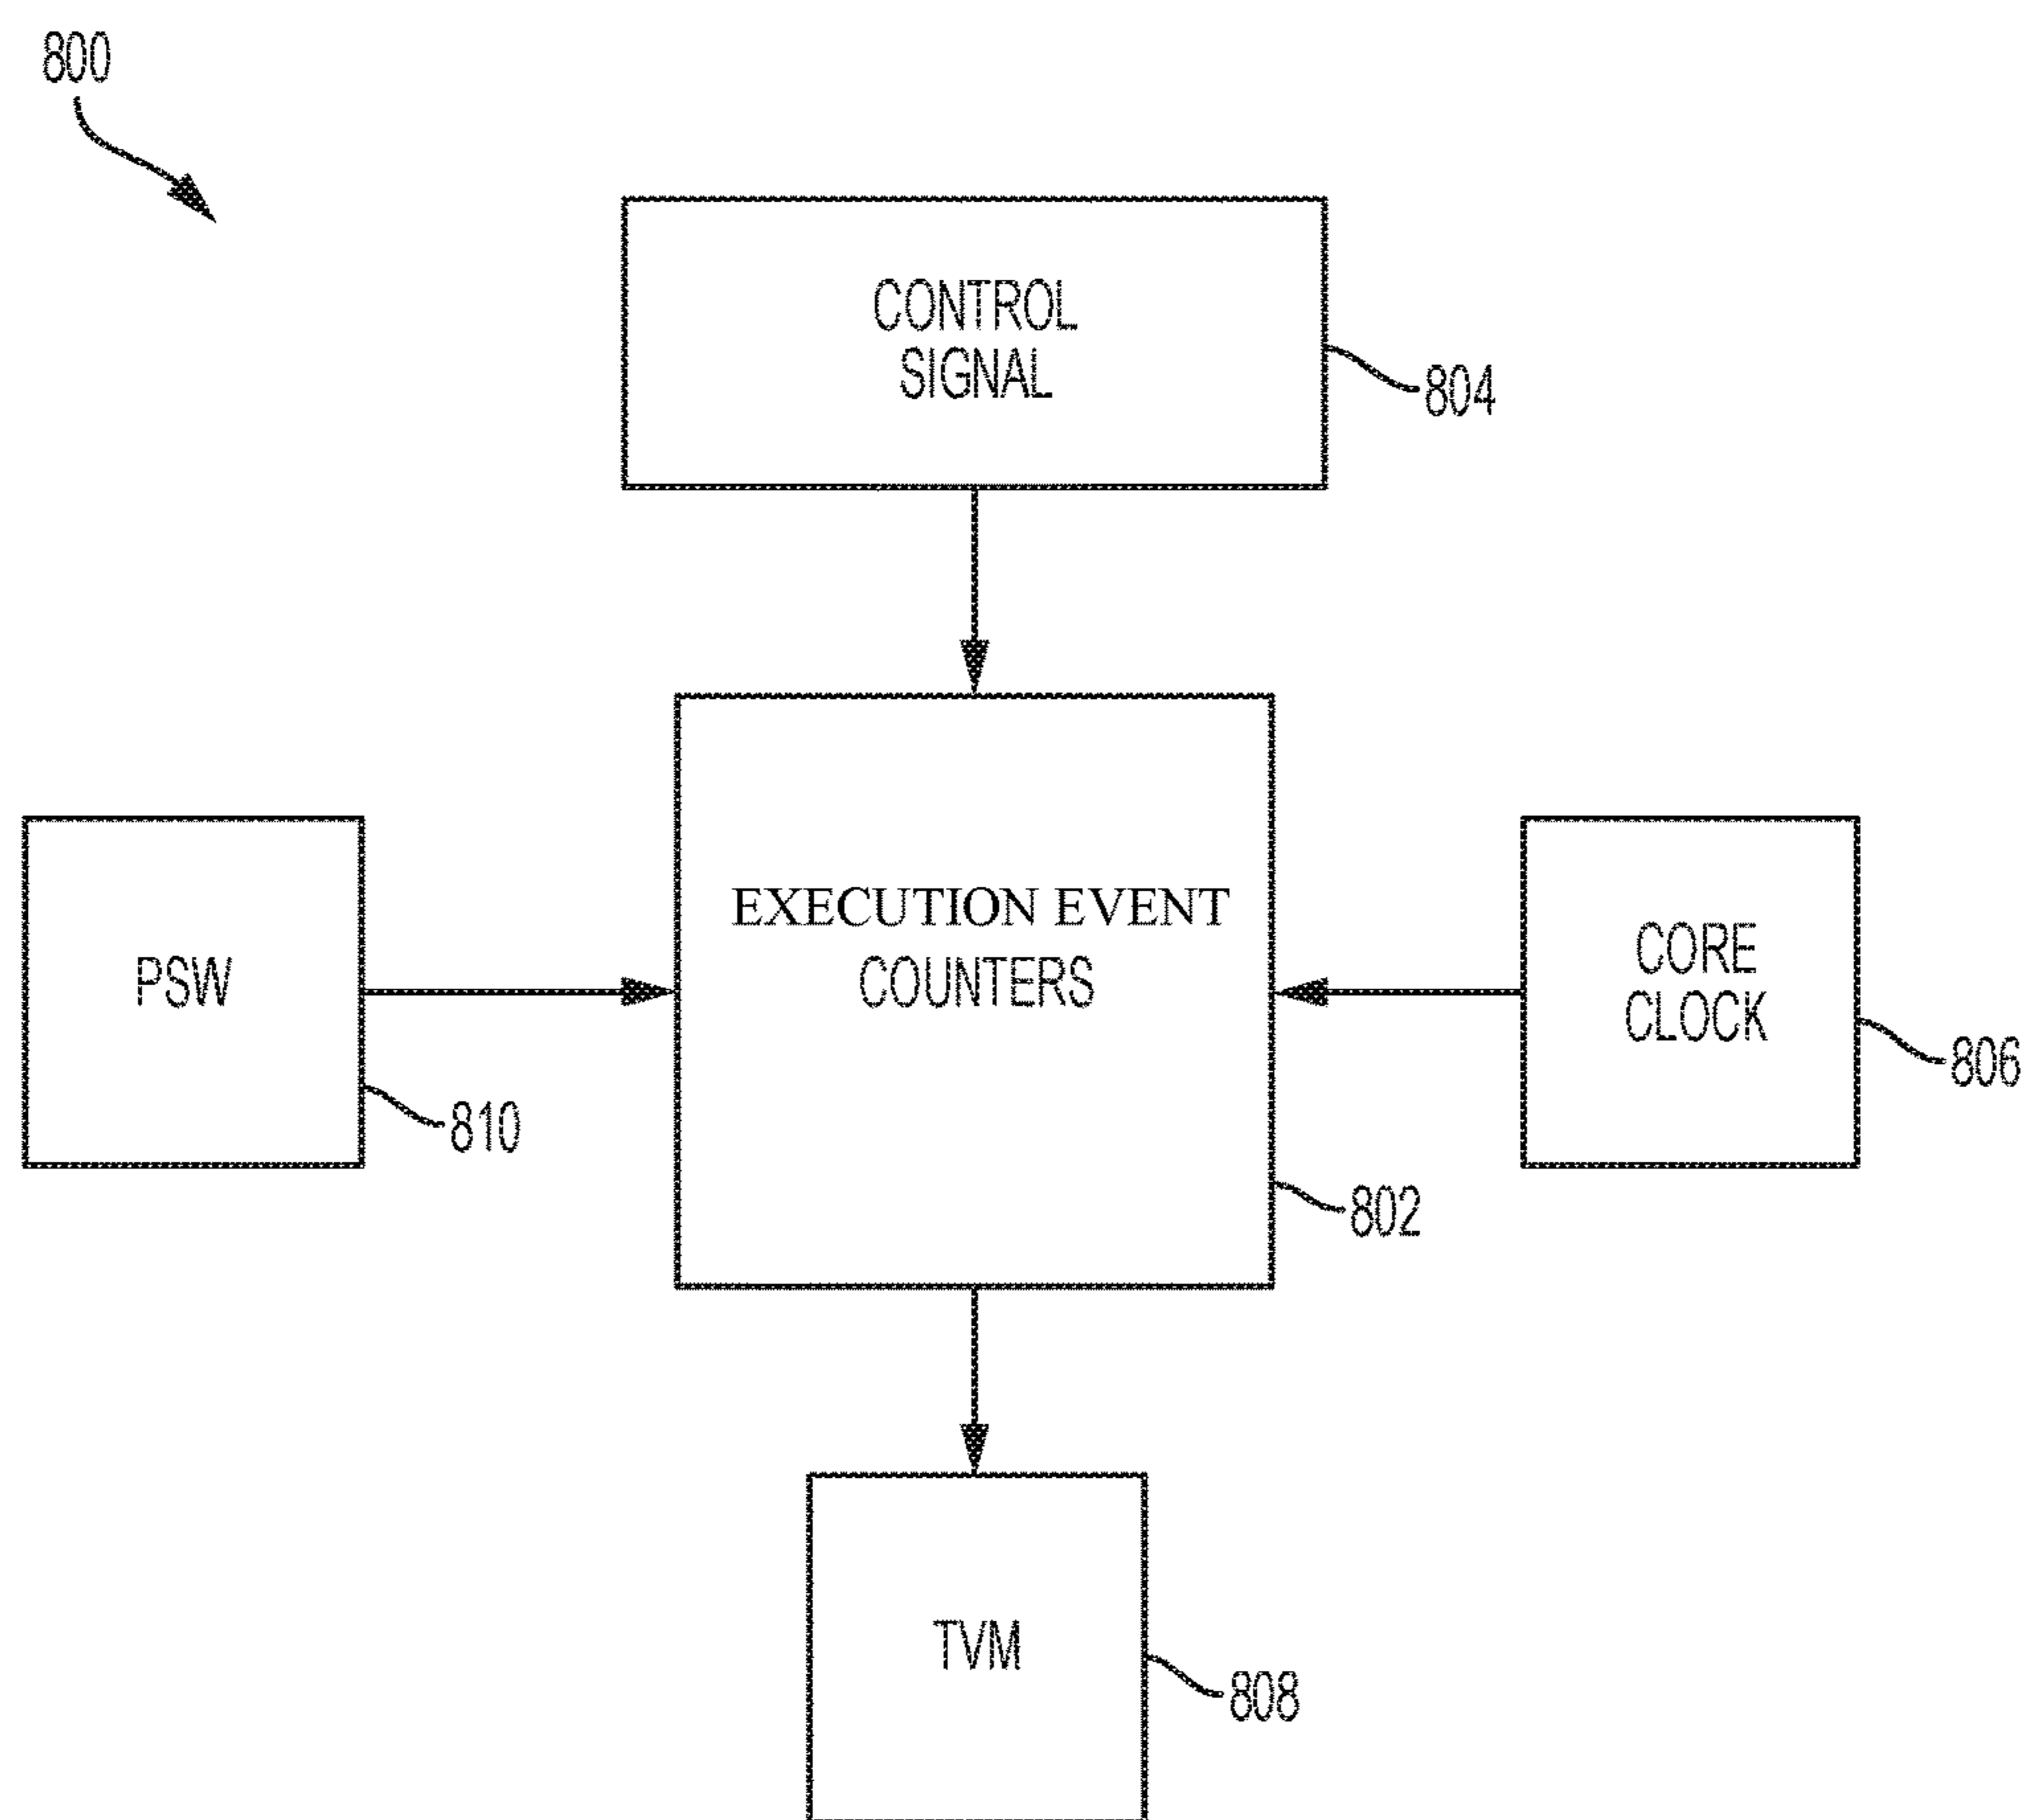 800
CONTROL
SIGNAL
804
EXECUTION EVENT
COUNTERS
PSW
CORE
CLOCK
806
810
802
TVM
808